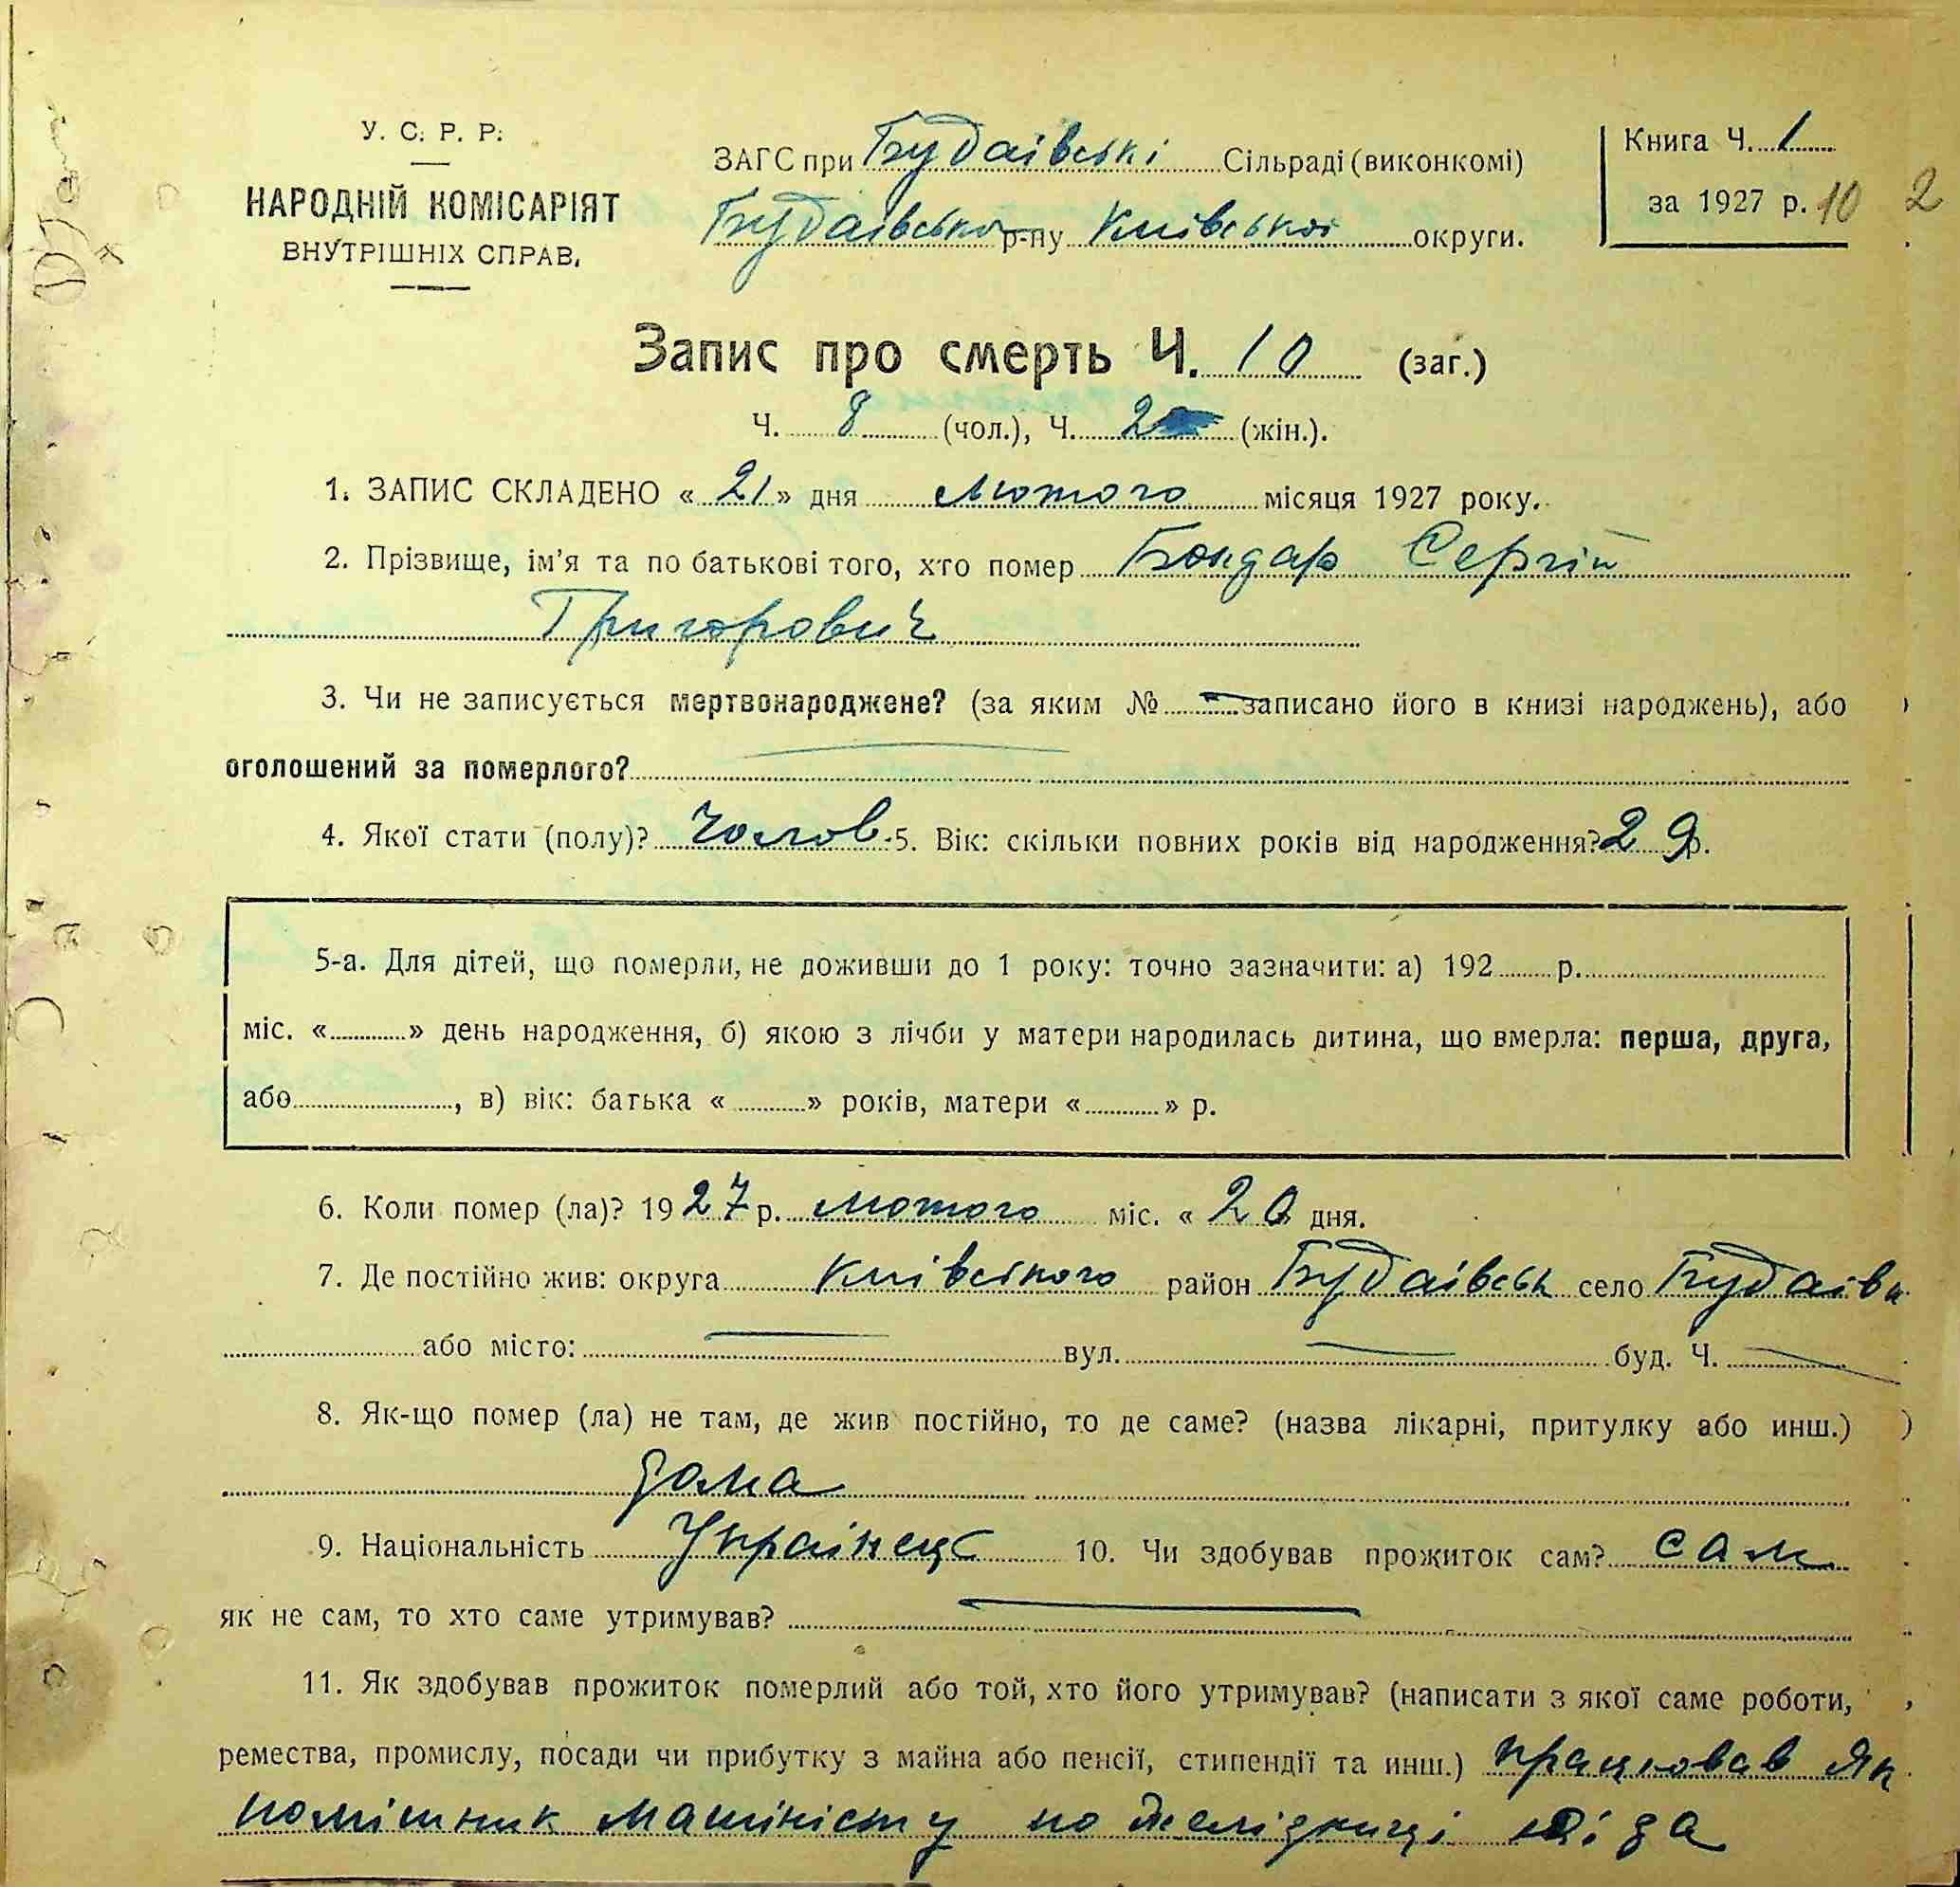 У. С. Р. Р.
НАРОДНІЙ КОМІСАРІЯТ
ВНУТРІШНІХ СПРАВ.
ЗАГС при Будаівські Сільраді (виконкомі)
Будаівсько р-ну Київської округи.
Книга Ч. 1
за 1927 р. 10 2
Запис про смерть Ч. 10 (заг.)
Ч. 8 (чол.), Ч. 2 (жін.).
1. ЗАПИС СКЛАДЕНО « 21 » дня лютого місяця 1927 року.
2. Прізвище, ім'я та по батькові того, хто помер Бондар Сергій
Григорович
3. Чи не записується мертвонароджене? (за яким № записано його в книзі народжень), або
оголошений за померлого?
4. Якої стати (полу)? Чолов. 5. Вік: скільки повних років від народження? 29 р.
5-а. Для дітей, що померли, не доживши до 1 року: точно зазначити: а) 192 р.
міс. « » день народження, б) якою з лічби у матери народилась дитина, що вмерла: перша, друга,
або , в) вік: батька « » років, матери « » р.
6. Коли помер (ла)? 1927 р. лютого міс. « 20 дня.
7. Де постійно жив: округа Київського район Будаівськ село Будаівк
або місто: вул. буд. Ч.
8. Як-що помер (ла) не там, де жив постійно, то де саме? (назва лікарні, притулку або инш.)
дома
9. Національність Українець 10. Чи здобував прожиток сам? сам
як не сам, то хто саме утримував?
11. Як здобував прожиток померлий або той, хто його утримував? (написати з якої саме роботи,
ремества, промислу, посади чи прибутку з майна або пенсії, стипендії та инш.) працював як
помішник машіністу по желізниці